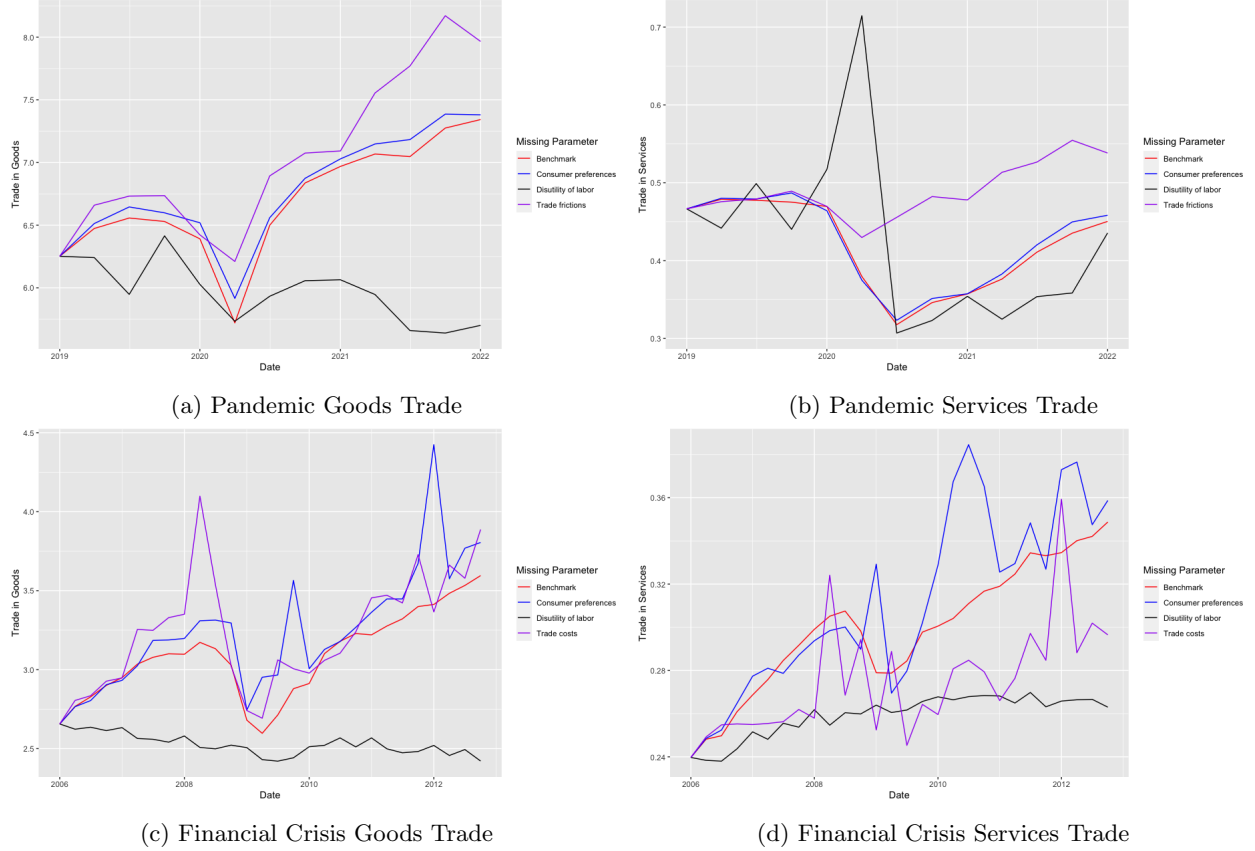 8.0
7.5
7.0
6.5
6.0
Trade in Goods
2019
2020
2021
2022
Date
Missing Parameter
Benchmark
Consumer preferences
Disutility of labor
Trade frictions
(a) Pandemic Goods Trade
0.7
0.6
0.5
0.4
0.3
Trade in Services
2019
2020
2021
2022
Date
Missing Parameter
Benchmark
Consumer preferences
Disutility of labor
Trade frictions
(b) Pandemic Services Trade
4.5
4.0
3.5
3.0
2.5
Trade in Goods
2006
2008
2010
2012
Date
Missing Parameter
Benchmark
Consumer preferences
Disutility of labor
Trade costs
(c) Financial Crisis Goods Trade
0.36
0.32
0.28
0.24
Trade in Services
2006
2008
2010
2012
Date
Missing Parameter
Benchmark
Consumer preferences
Disutility of labor
Trade costs
(d) Financial Crisis Services Trade